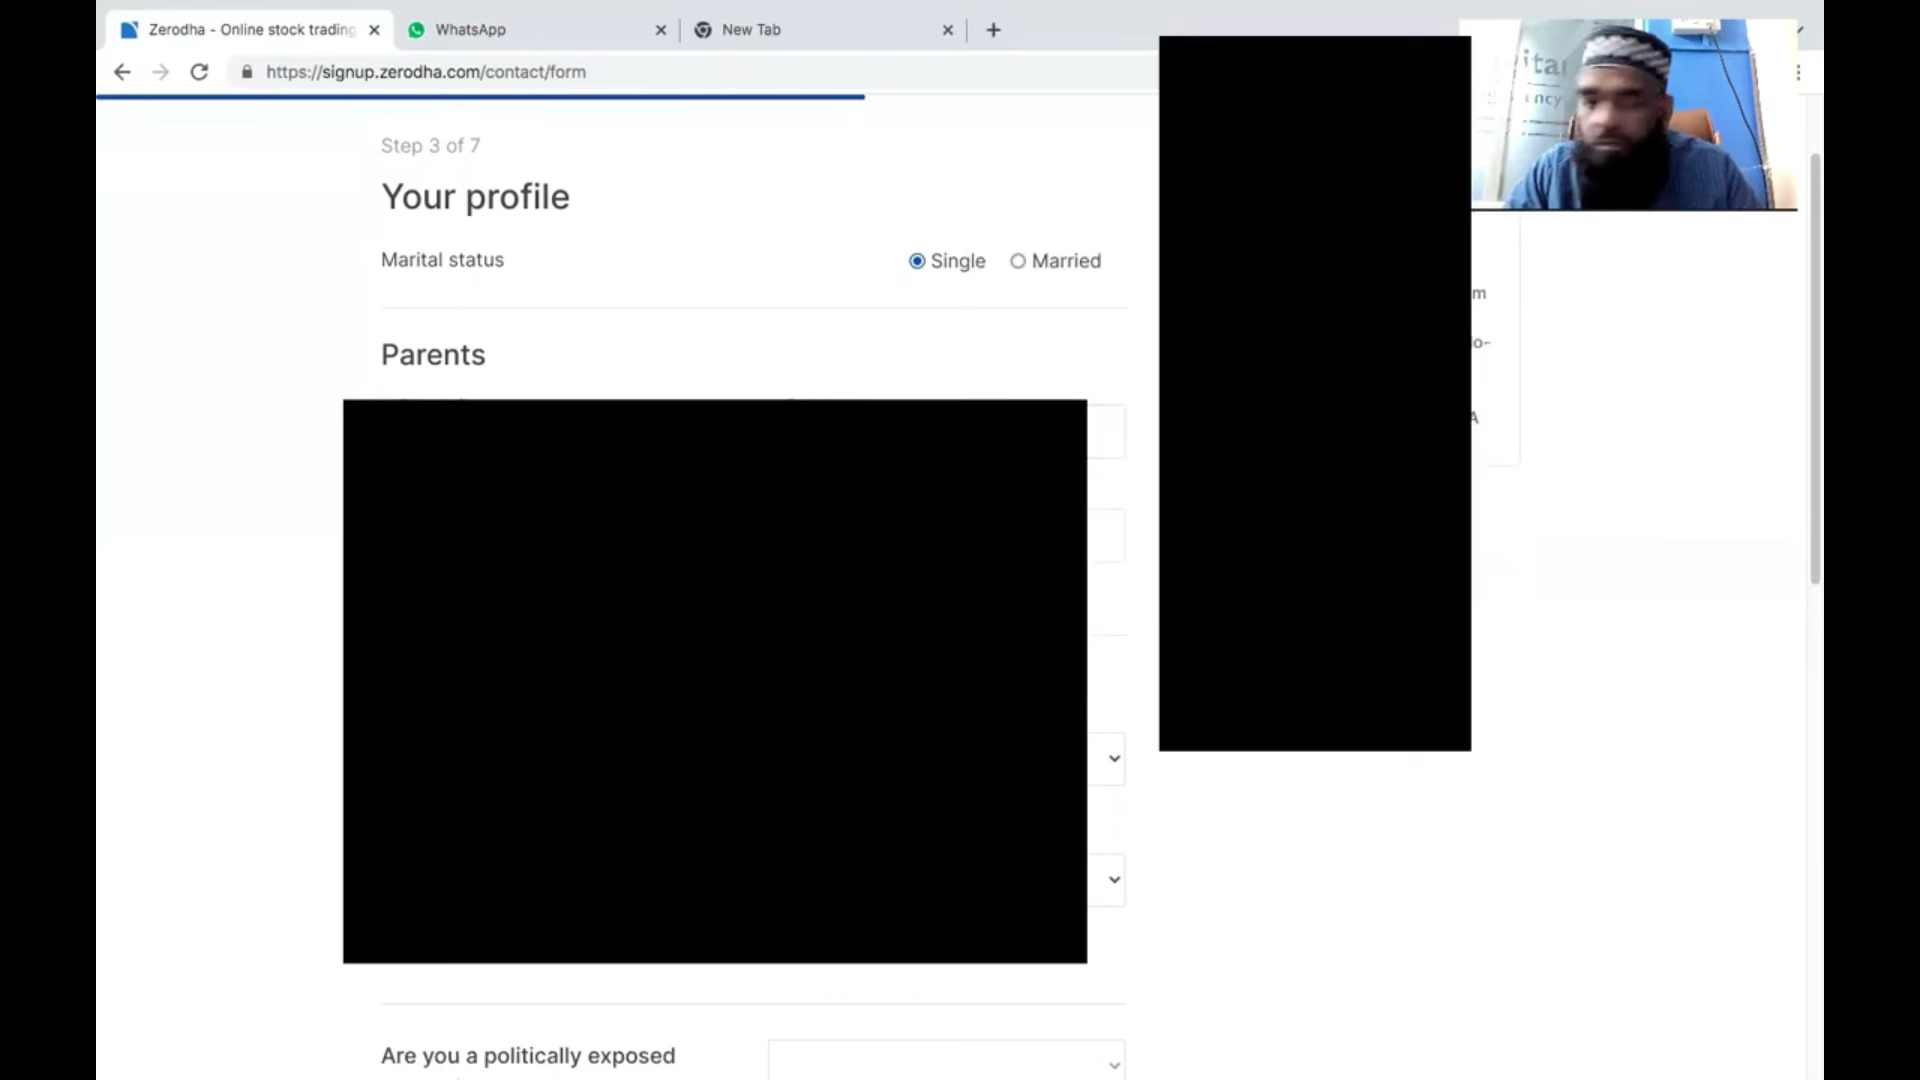 Zerodha - Online stock trading
WhatsApp
New Tab
https://signup.zerodha.com/contact/form
Step 3 of 7
Your profile
Marital status
Single
Married
Parents
Are you a politically exposed